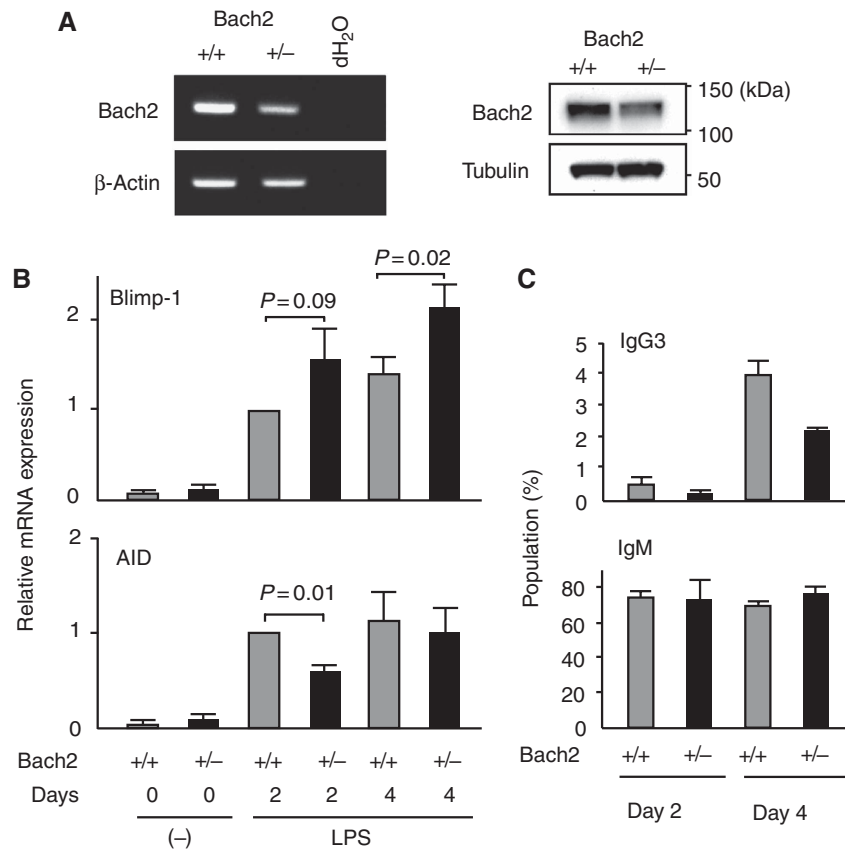 A
Bach2
+/+ +/– dH2O
Bach2
β-Actin
Bach2
+/+ +/–
Bach2
Tubulin
150 (kDa)
100
50
B
Blimp-1
P=0.09
P=0.02
2
1
0
Relative mRNA expression
AID
P=0.01
2
1
0
Bach2 +/+ +/– +/+ +/– +/+ +/–
Days 0 0 2 2 4 4
(–) LPS
C
IgG3
5
4
3
2
1
0
Population (%)
IgM
80
60
40
20
0
Bach2 +/+ +/– +/+ +/–
Day 2 Day 4